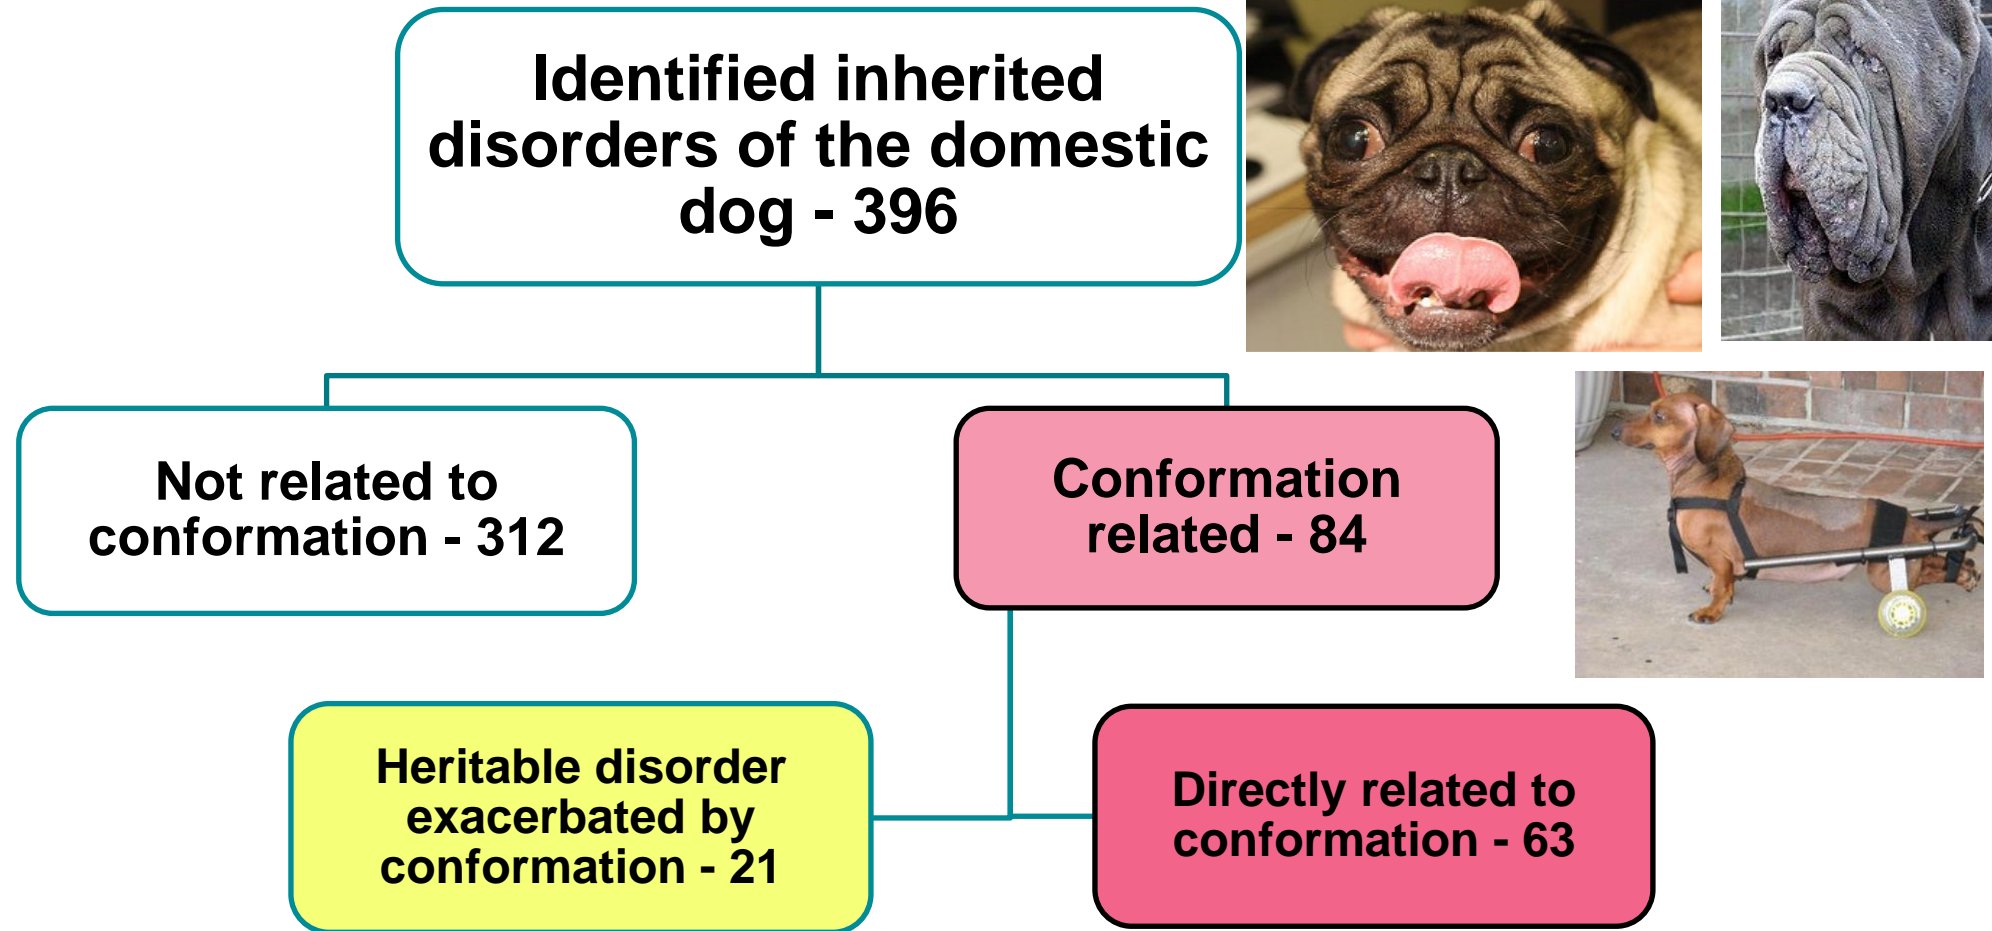 Identified inherited
disorders of the domestic
dog - 396
Not related to
conformation - 312
Conformation
related - 84
Heritable disorder
exacerbated by
conformation - 21
Directly related to
conformation - 63